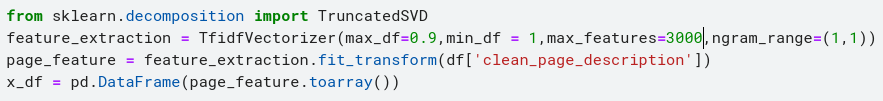 from sklearn.decomposition import TruncatedSVD
feature_extraction = TfidfVectorizer(max_df=0.9,min_df = 1,max_features=3000,ngram_range=(1,1))
page_feature = feature_extraction.fit_transform(df['clean_page_description'])
x_df = pd.DataFrame(page_feature.toarray())